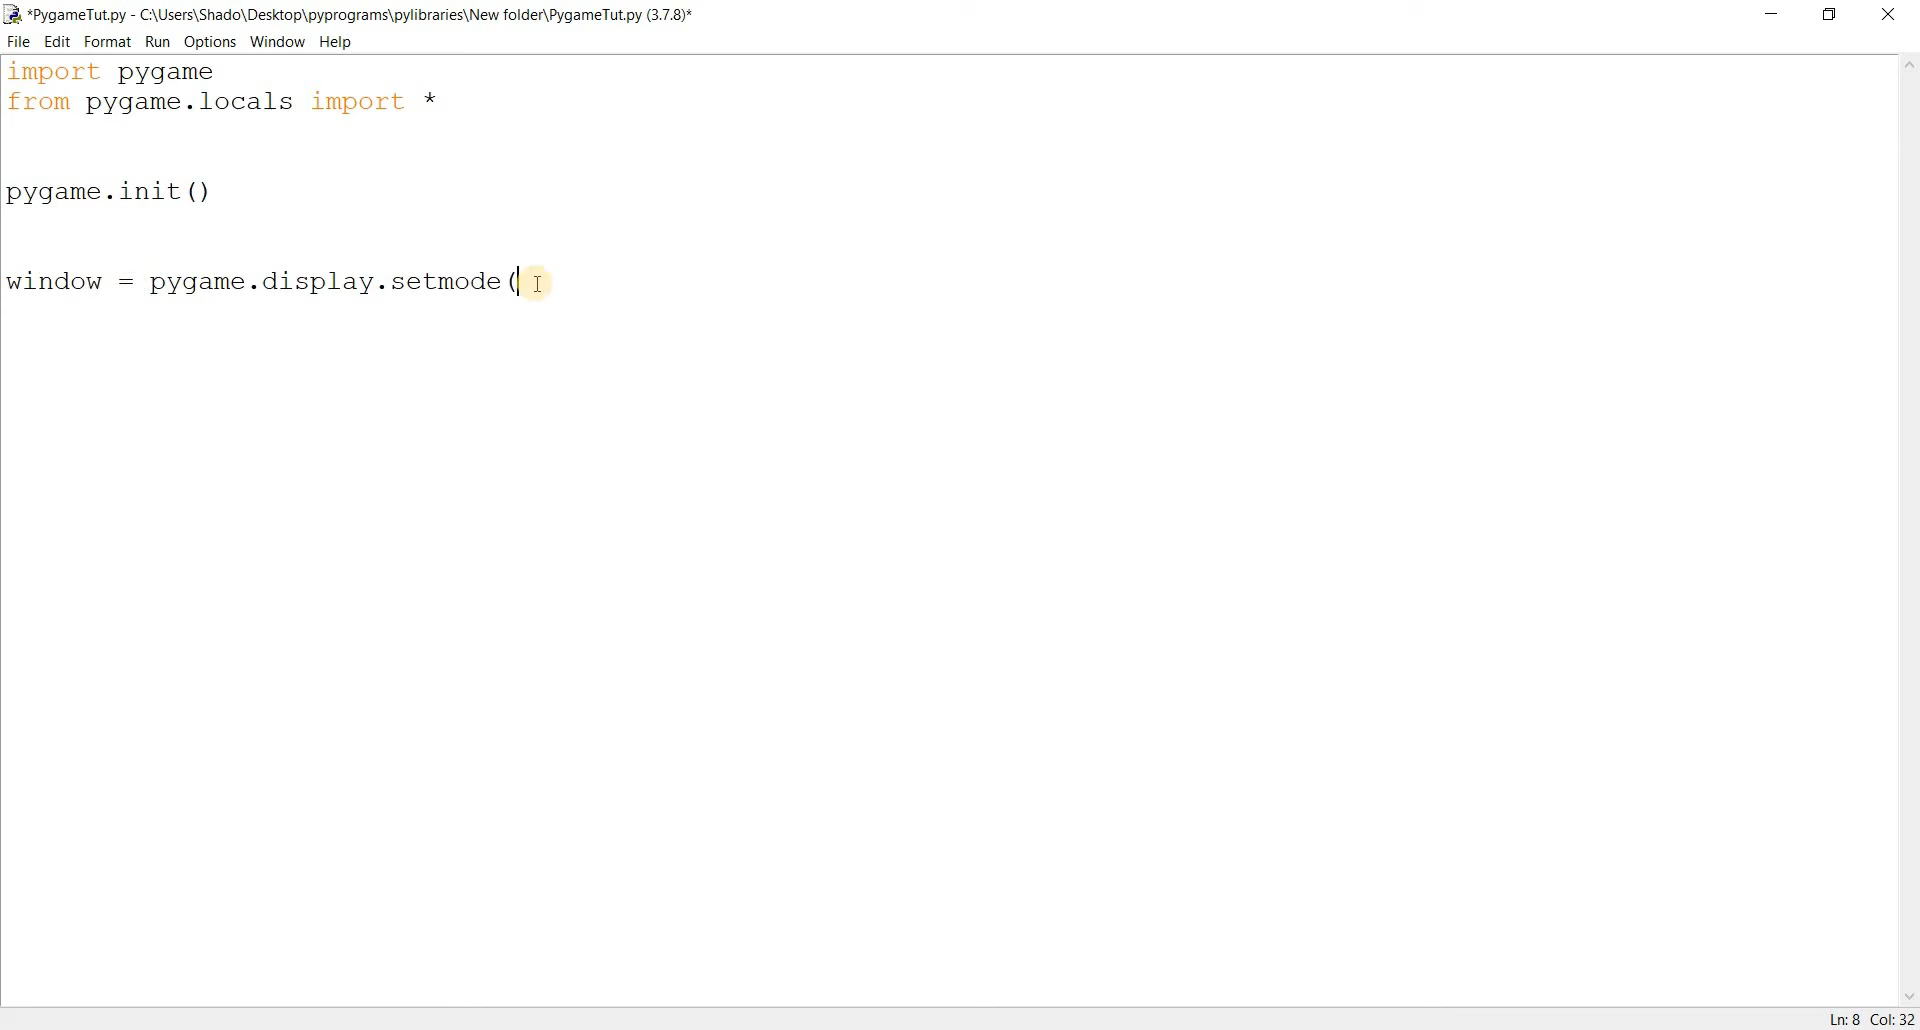 *PygameTut.py - C:\Users\Shado\Desktop\pyprograms\pylibraries\New folder\PygameTut.py (3.7.8)*
File Edit Format Run Options Window Help
import pygame
from pygame.locals import *
pygame.init()
window = pygame.display.setmode(
Ln: 8 Col: 32